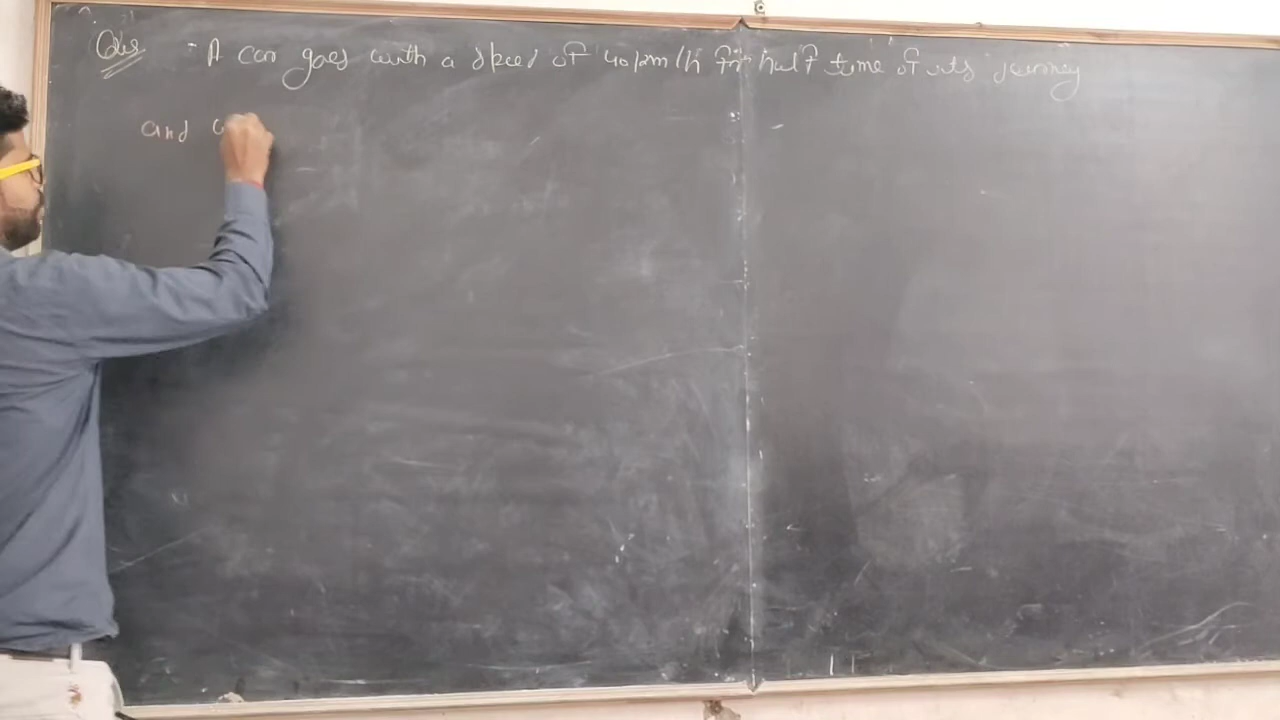 Ques - A car goes with a speed of 40 km/h for half time of its journey
and